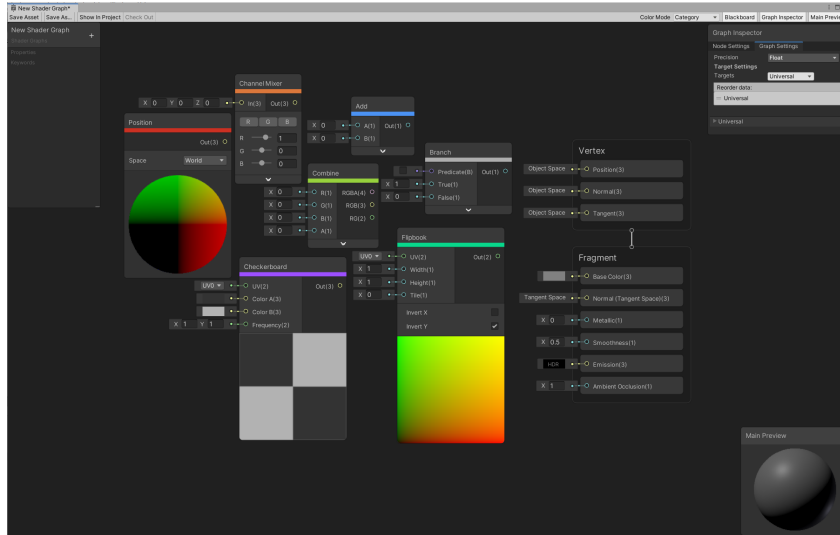 New Shader Graph*
Save Asset Save As... Show In Project Check Out
Color Mode Category Blackboard Graph Inspector Main Preview
New Shader Graph
Shader Graphs
Properties
Keywords
+
Position
Out(3)
Space World
Channel Mixer
X 0 Y 0 Z 0 In(3) Out(3)
R G B
R 1
G 0
B 0
Add
X 0 A(1) Out(1)
X 0 B(1)
Combine
X 0 R(1) RGBA(4)
X 0 G(1) RGB(3)
X 0 B(1) RG(2)
X 0 A(1)
Branch
Predicate(B) Out(1)
X 1 True(1)
X 0 False(1)
Checkerboard
UV0 UV(2) Out(3)
Color A(3)
Color B(3)
X 1 Y 1 Frequency(2)
Flipbook
UV0 UV(2) Out(2)
X 1 Width(1)
X 1 Height(1)
X 0 Tile(1)
Invert X
Invert Y
Vertex
Object Space Position(3)
Object Space Normal(3)
Object Space Tangent(3)
Fragment
Base Color(3)
Tangent Space Normal (Tangent Space)(3)
X 0 Metallic(1)
X 0.5 Smoothness(1)
HDR Emission(3)
X 1 Ambient Occlusion(1)
Graph Inspector
Node Settings Graph Settings
Precision Float
Target Settings
Targets Universal
Reorder data:
= Universal
Universal
Main Preview